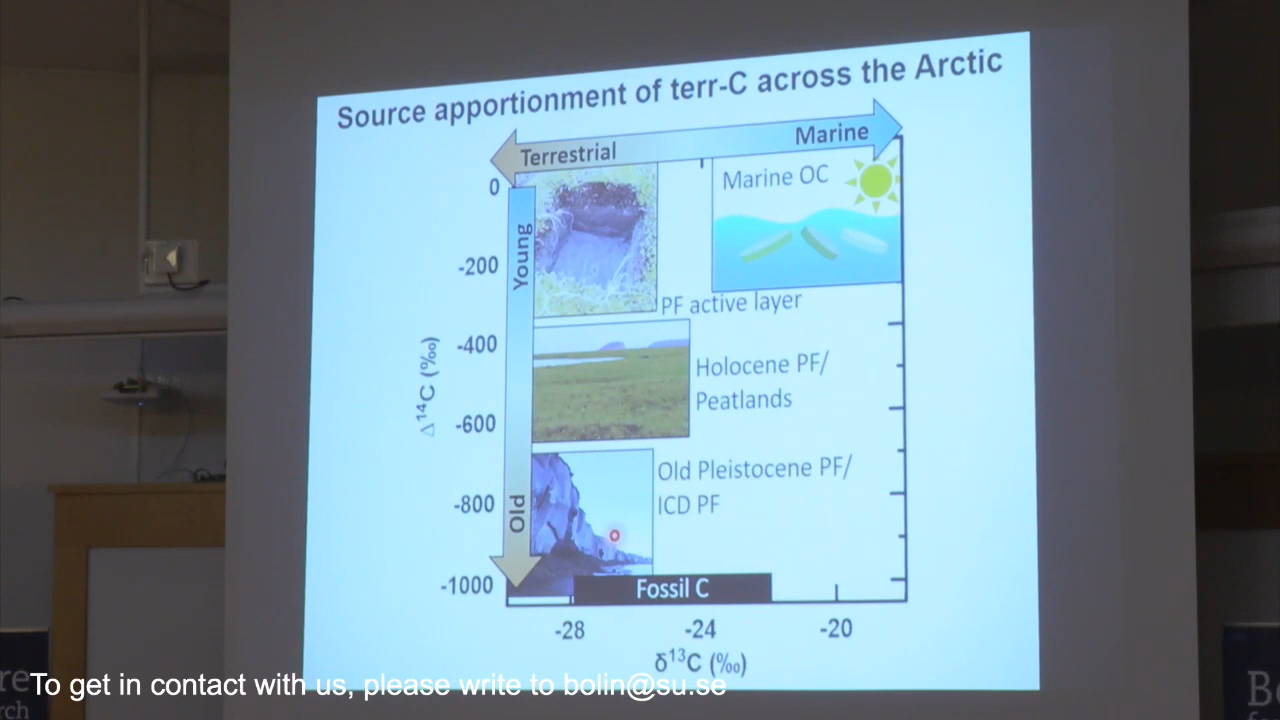 Source apportionment of terr-C across the Arctic
Terrestrial
Marine
Marine OC
0
-200
-400
-600
-800
-1000
Δ¹⁴C (‰)
Young
Old
PF active layer
Holocene PF/
Peatlands
Old Pleistocene PF/
ICD PF
Fossil C
-28
-24
-20
δ¹³C (‰)
To get in contact with us, please write to bolin@su.se
re
rch
B